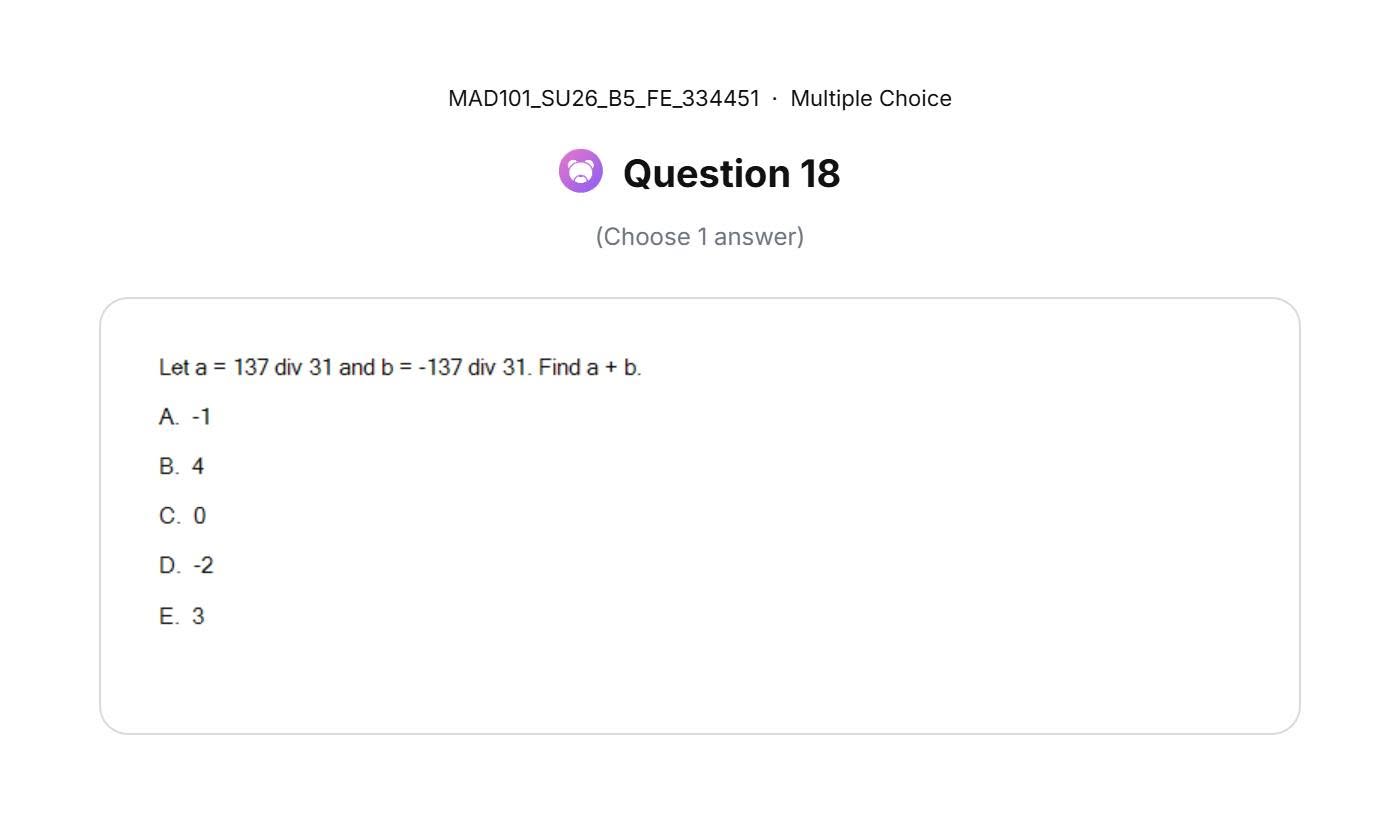 MAD101_SU26_B5_FE_334451 · Multiple Choice
Question 18
(Choose 1 answer)
Let a = 137 div 31 and b = -137 div 31. Find a + b.
A. -1
B. 4
C. 0
D. -2
E. 3